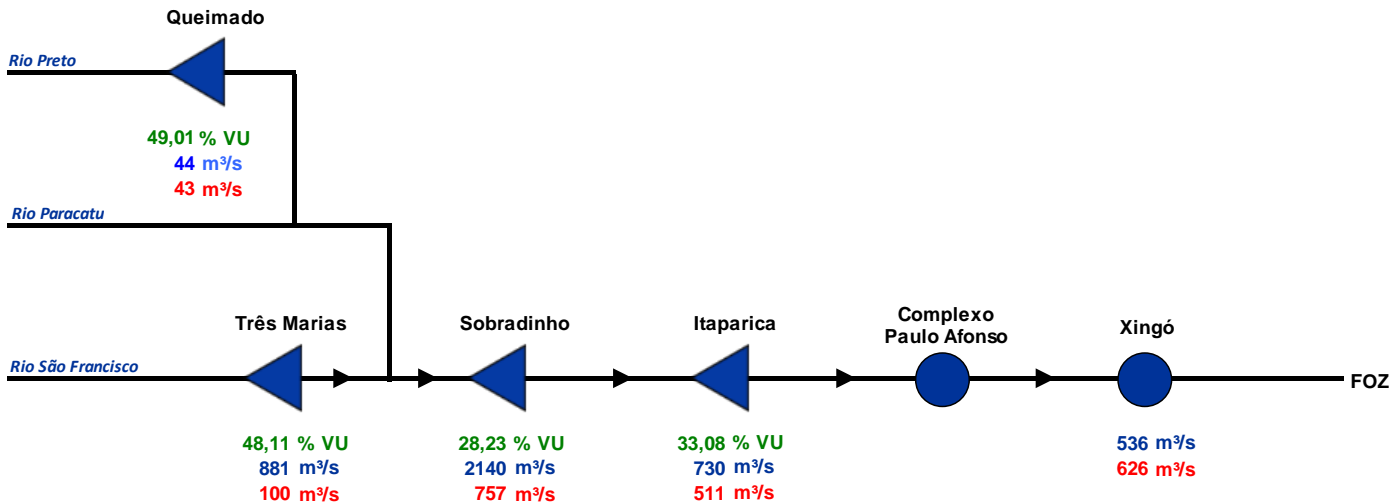 Queimado
Rio Preto
49,01 % VU
44 m³/s
43 m³/s
Rio Paracatu
Três Marias
Sobradinho
Itaparica
Complexo
Paulo Afonso
Xingó
Rio São Francisco
FOZ
48,11 % VU
881 m³/s
100 m³/s
28,23 % VU
2140 m³/s
757 m³/s
33,08 % VU
730 m³/s
511 m³/s
536 m³/s
626 m³/s